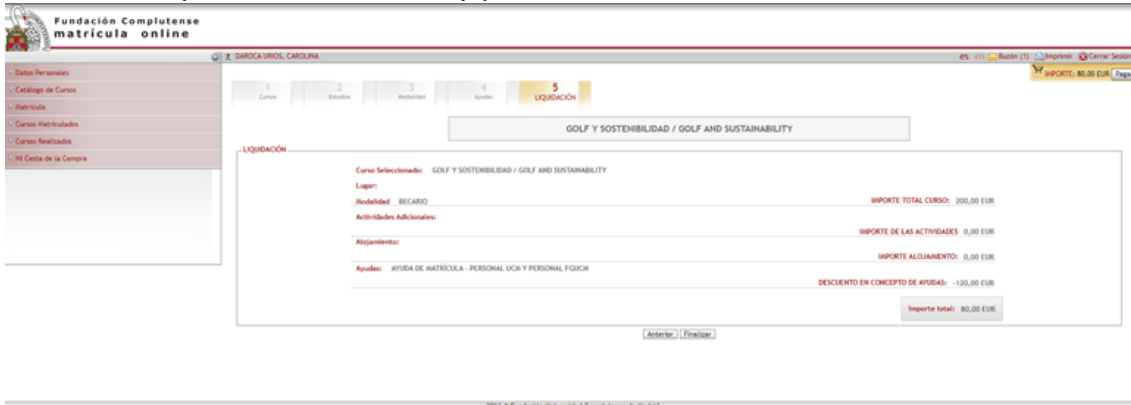 Fundación Complutense
matrícula online
DAROCA URIOS, CAROLINA
es en Buzón (1) Imprimir Cerrar Sesión
IMPORTE: 80,00 EUR Pagar
Datos Personales
Catálogo de Cursos
Matrícula
Cursos Matriculados
Cursos Realizados
Mi Cesta de la Compra
1 Cursos
2 Estudios
3 Modalidad
4 Ayudas
5 LIQUIDACIÓN
GOLF Y SOSTENIBILIDAD / GOLF AND SUSTAINABILITY
LIQUIDACIÓN
Curso Seleccionado: GOLF Y SOSTENIBILIDAD / GOLF AND SUSTAINABILITY
Lugar:
Modalidad BECARIO
IMPORTE TOTAL CURSO: 200,00 EUR
Actividades Adicionales:
IMPORTE DE LAS ACTIVIDADES 0,00 EUR
Alojamiento:
IMPORTE ALOJAMIENTO: 0,00 EUR
Ayudas: AYUDA DE MATRÍCULA - PERSONAL UCM Y PERSONAL FGUCM
DESCUENTO EN CONCEPTO DE AYUDAS: -120,00 EUR
Importe total: 80,00 EUR
Anterior Finalizar